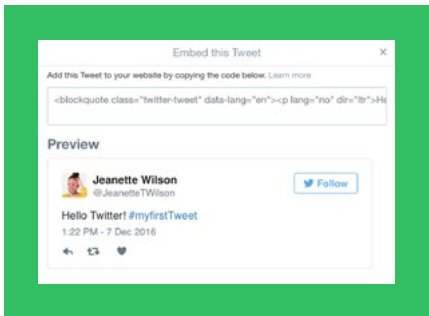 Embed this Tweet ×
Add this Tweet to your website by copying the code below. Learn more
<blockquote class="twitter-tweet" data-lang="en"><p lang="no" dir="ltr">He
Preview
Jeanette Wilson
@JeanetteTWilson
Follow
Hello Twitter! #myfirstTweet
1:22 PM - 7 Dec 2016